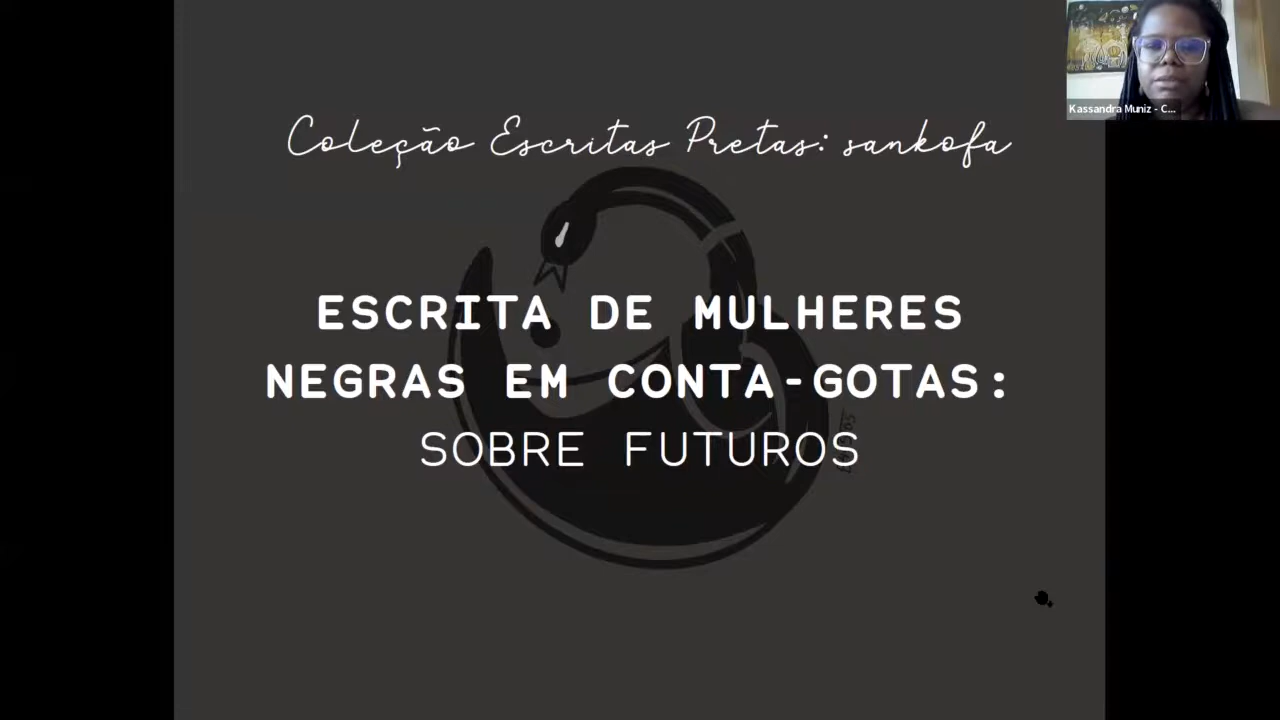 Coleção Escritas Pretas: sankofa
ESCRITA DE MULHERES
NEGRAS EM CONTA-GOTAS:
SOBRE FUTUROS
Kassandra Muniz - C...